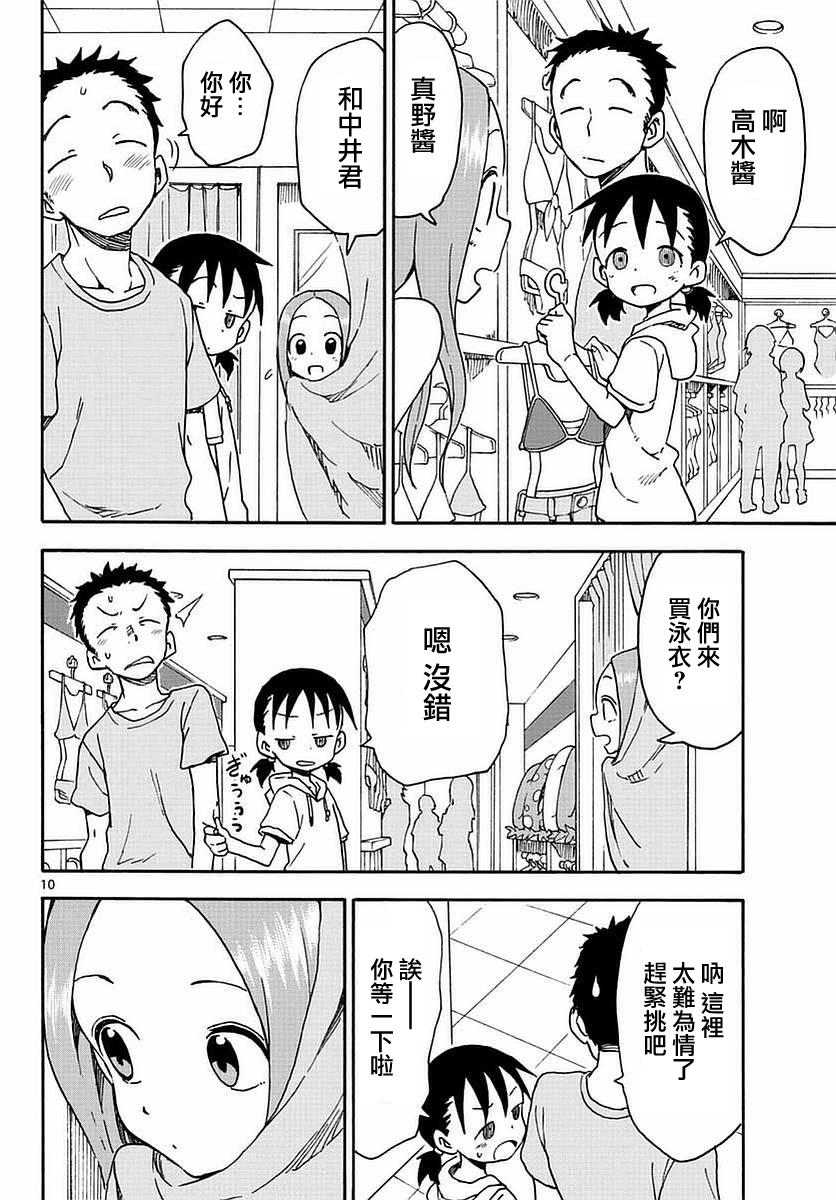 啊
高木醬
真野醬
和中井君
你…
你好
你們來
買泳衣?
嗯沒錯
ぎゅううう
10
吶這裡
太難為情了
趕緊挑吧
誒——
你等一下啦